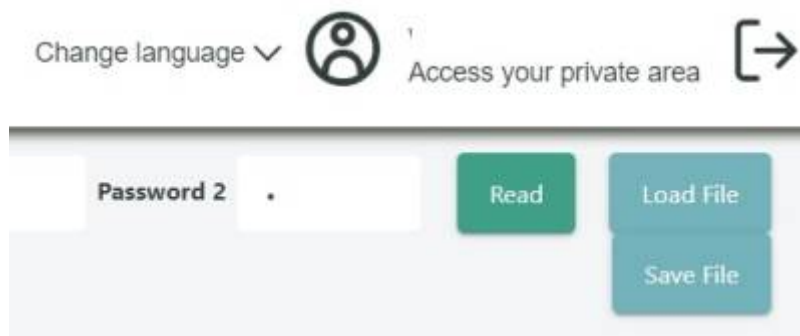 Change language
Access your private area
Password 2
Read
Load File
Save File